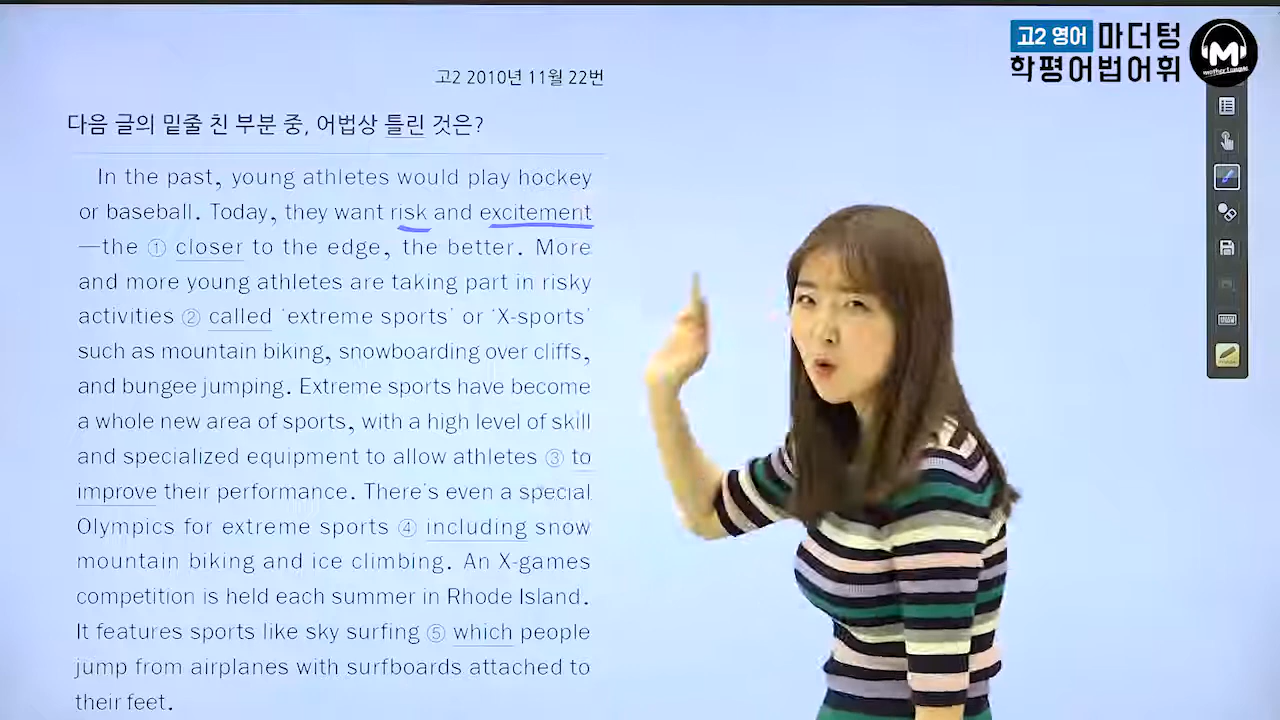 고2 영어 마더텅
학평어법어휘
mother tongue
고2 2010년 11월 22번
다음 글의 밑줄 친 부분 중, 어법상 틀린 것은?
In the past, young athletes would play hockey
or baseball. Today, they want risk and excitement
—the ① closer to the edge, the better. More
and more young athletes are taking part in risky
activities ② called 'extreme sports' or 'X-sports'
such as mountain biking, snowboarding over cliffs,
and bungee jumping. Extreme sports have become
a whole new area of sports, with a high level of skill
and specialized equipment to allow athletes ③ to
improve their performance. There's even a special
Olympics for extreme sports ④ including snow
mountain and ice climbing. An X-games
held each summer in Rhode Island.
It features sports like sky surfing ⑤ which people
jump from airplanes with surfboards attached to
their feet.